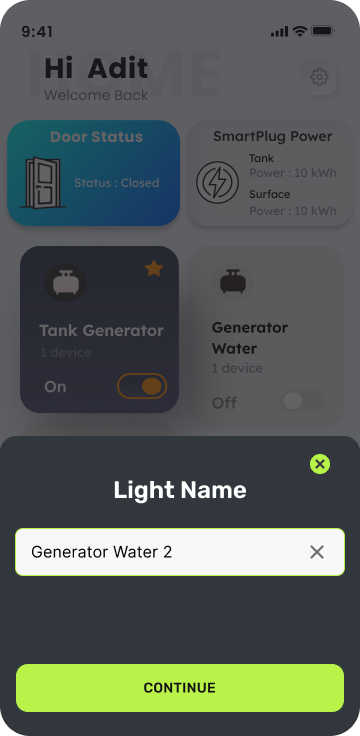 9:41
HOME
Hi Adit
Welcome Back
Door Status
Status : Closed
SmartPlug Power
Tank
Power : 10 kWh
Surface
Power : 10 kWh
Tank Generator
1 device
On
Generator
Water
1 device
Off
Light Name
Generator Water 2
CONTINUE